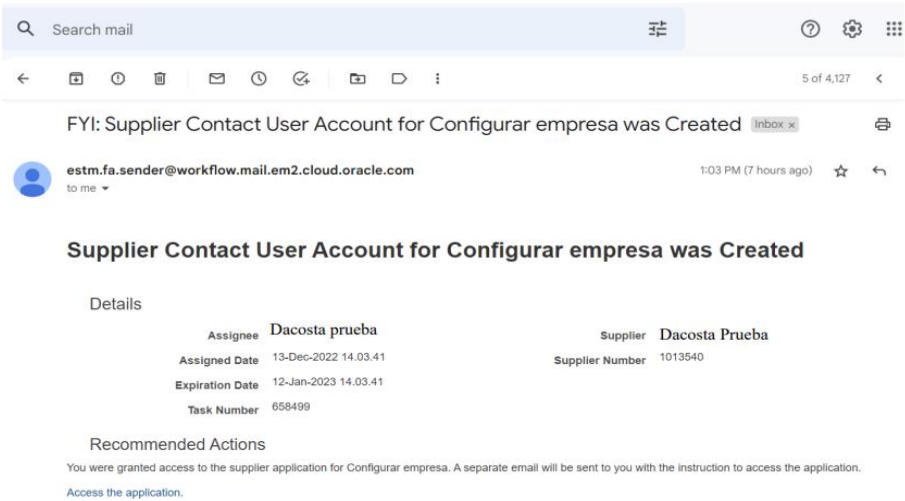 Search mail
5 of 4,127
FYI: Supplier Contact User Account for Configurar empresa was Created Inbox x
estm.fa.sender@workflow.mail.em2.cloud.oracle.com 1:03 PM (7 hours ago)
to me
Supplier Contact User Account for Configurar empresa was Created
Details
Assignee Dacosta prueba Supplier Dacosta Prueba
Assigned Date 13-Dec-2022 14.03.41 Supplier Number 1013540
Expiration Date 12-Jan-2023 14.03.41
Task Number 658499
Recommended Actions
You were granted access to the supplier application for Configurar empresa. A separate email will be sent to you with the instruction to access the application.
Access the application.